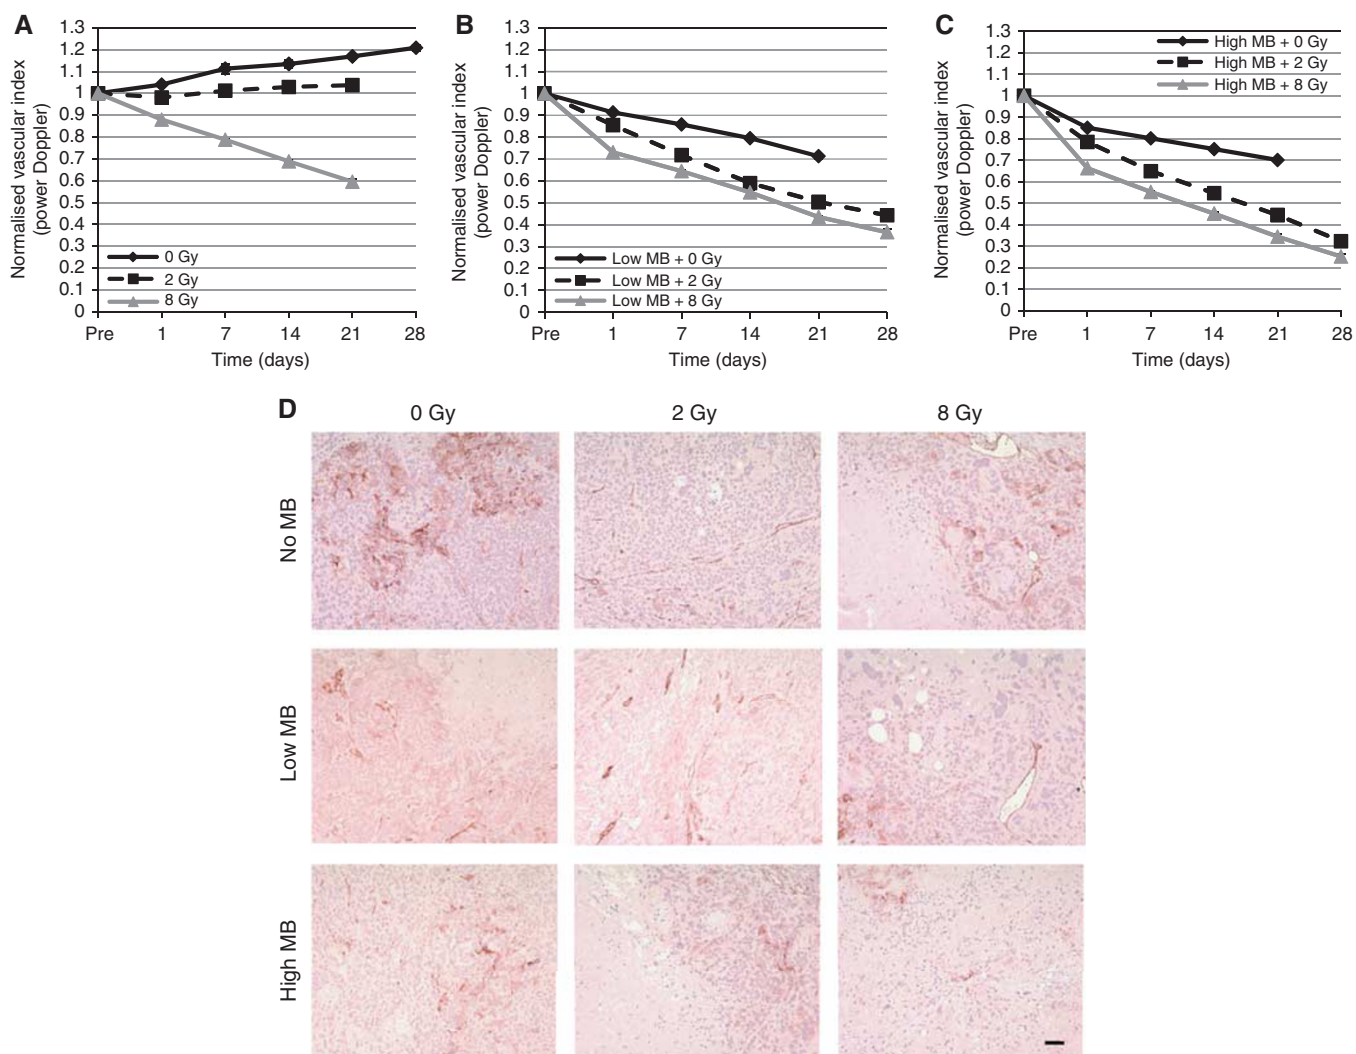 A
Normalised vascular index
(power Doppler)
1.3
1.2
1.1
1
0.9
0.8
0.7
0.6
0.5
0.4
0.3
0.2
0.1
0
0 Gy
2 Gy
8 Gy
Pre 1 7 14 21 28
Time (days)
B
Normalised vascular index
(power Doppler)
1.3
1.2
1.1
1
0.9
0.8
0.7
0.6
0.5
0.4
0.3
0.2
0.1
0
Low MB + 0 Gy
Low MB + 2 Gy
Low MB + 8 Gy
Pre 1 7 14 21 28
Time (days)
C
Normalised vascular index
(power Doppler)
1.3
1.2
1.1
1
0.9
0.8
0.7
0.6
0.5
0.4
0.3
0.2
0.1
0
High MB + 0 Gy
High MB + 2 Gy
High MB + 8 Gy
Pre 1 7 14 21 28
Time (days)
D
0 Gy 2 Gy 8 Gy
No MB
Low MB
High MB